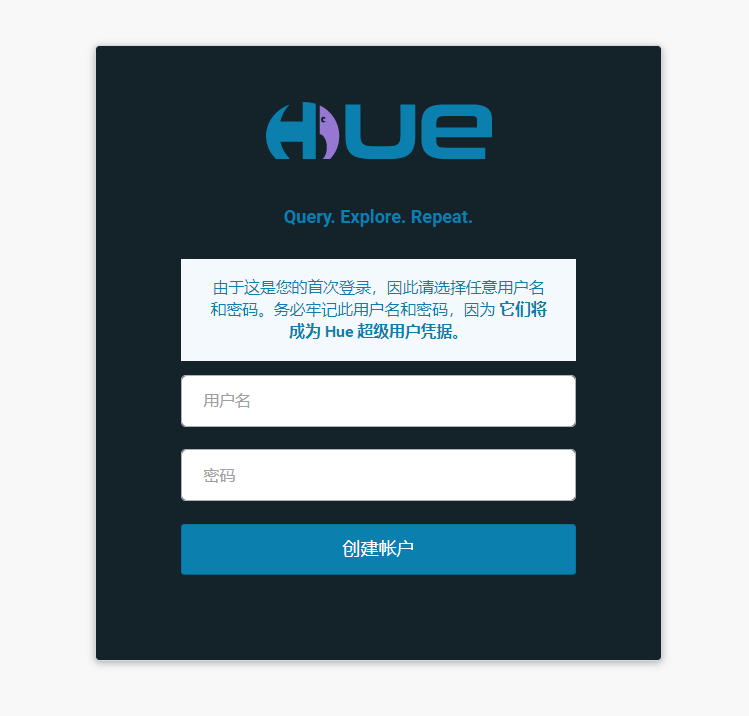 HUE
Query. Explore. Repeat.
由于这是您的首次登录，因此请选择任意用户名
和密码。务必牢记此用户名和密码，因为 它们将
成为 Hue 超级用户凭据。
用户名
密码
创建帐户